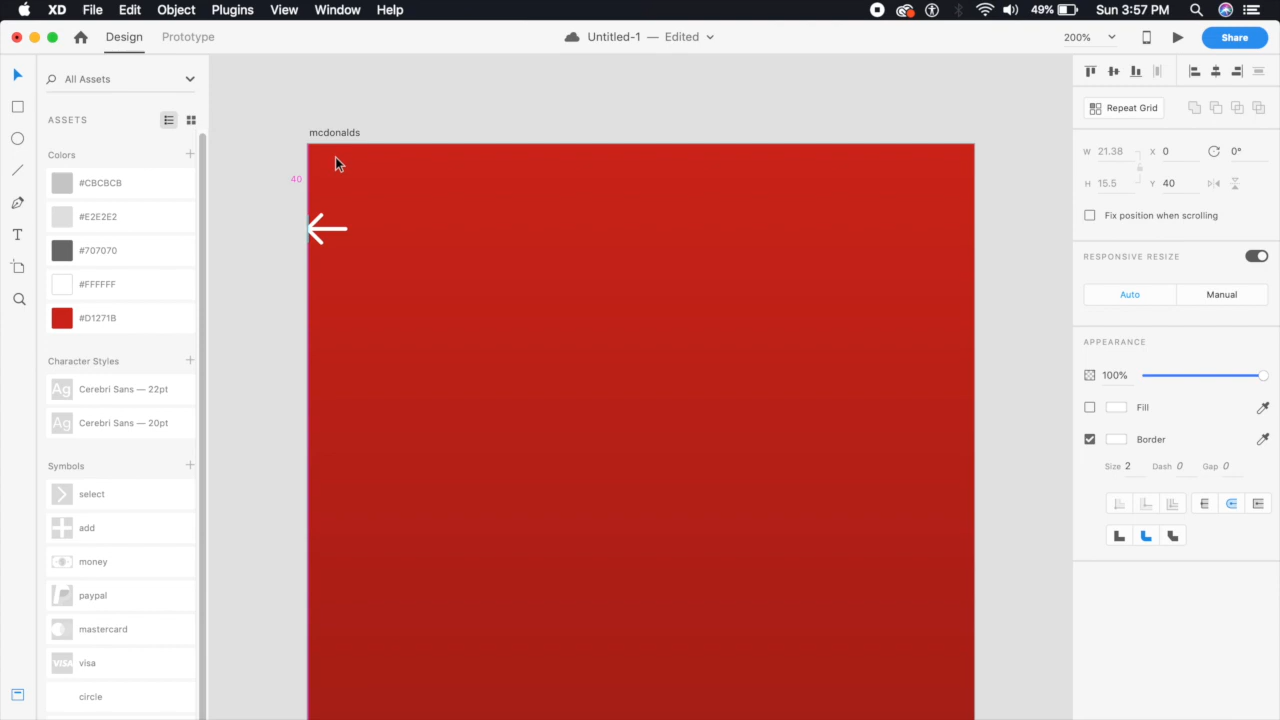 XD File Edit Object Plugins View Window Help 49% Sun 3:57 PM
Design Prototype Untitled-1 — Edited 200% Share
All Assets
ASSETS
Colors
#CBCBCB
#E2E2E2
#707070
#FFFFFF
#D1271B
Character Styles
Ag Cerebri Sans — 22pt
Ag Cerebri Sans — 20pt
Symbols
select
add
money
paypal
mastercard
VISA visa
circle
mcdonalds
40
Repeat Grid
W 21.38 X 0 0°
H 15.5 Y 40
Fix position when scrolling
RESPONSIVE RESIZE
Auto Manual
APPEARANCE
100%
Fill
Border
Size 2 Dash 0 Gap 0